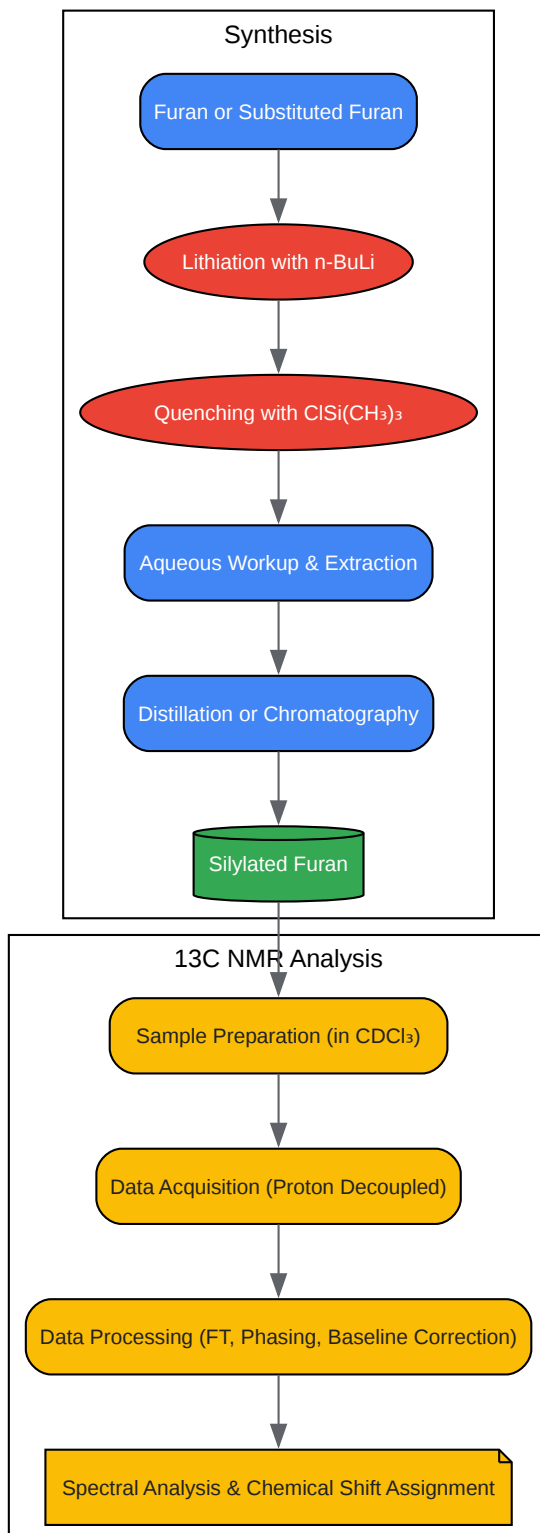 Synthesis
Furan or Substituted Furan
Lithiation with n-BuLi
Quenching with ClSi(CH₃)₃
Aqueous Workup & Extraction
Distillation or Chromatography
Silylated Furan
13C NMR Analysis
Sample Preparation (in CDCl₃)
Data Acquisition (Proton Decoupled)
Data Processing (FT, Phasing, Baseline Correction)
Spectral Analysis & Chemical Shift Assignment